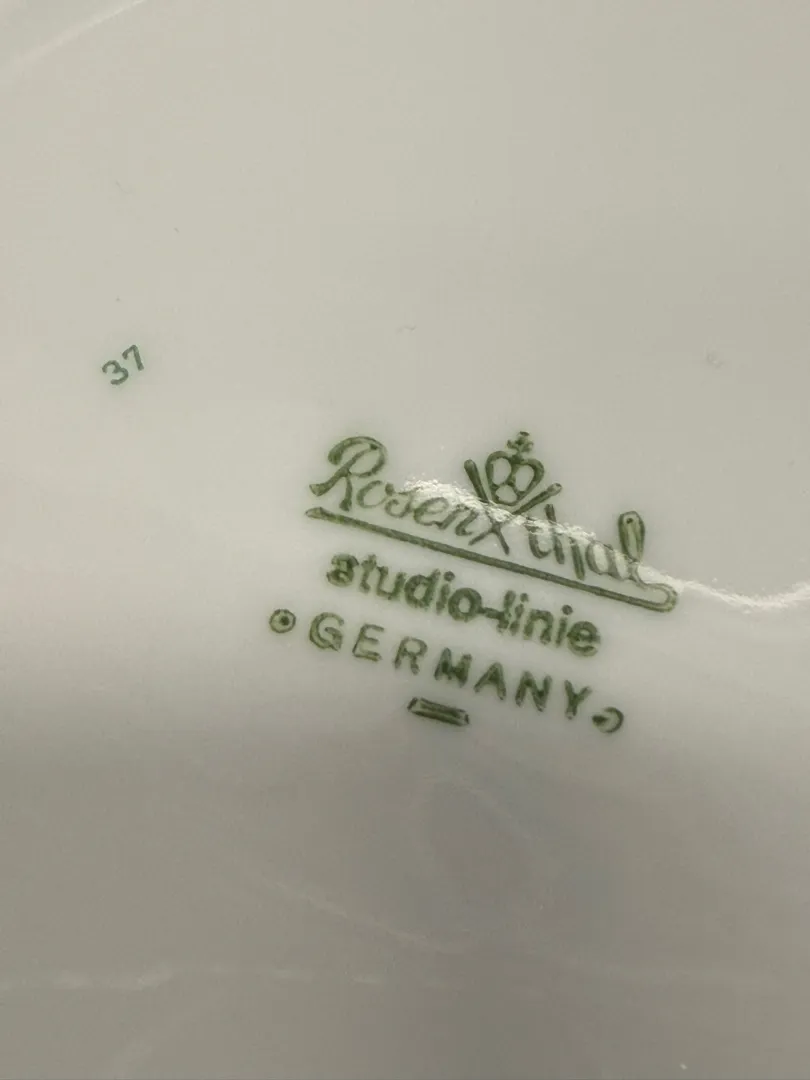 37
Rosenthal
studio-linie
GERMANY